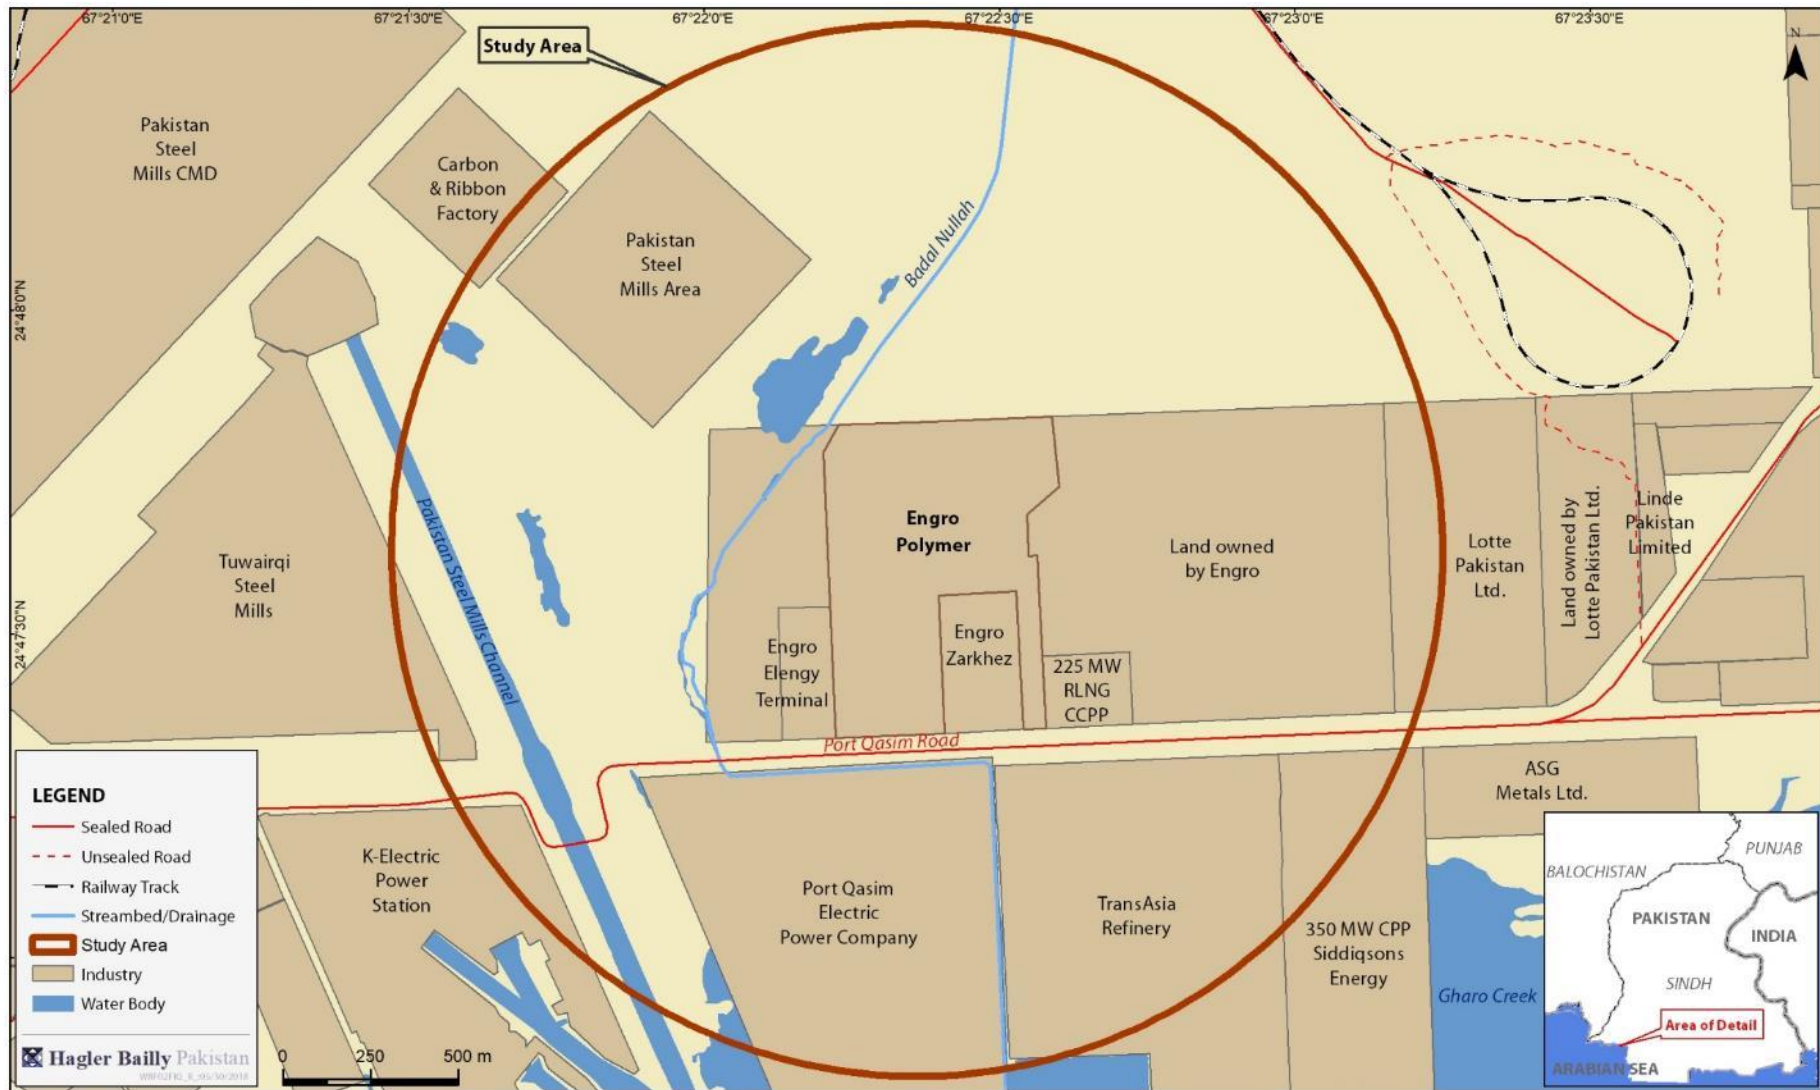 67°21'0"E
67°21'30"E
67°22'0"E
67°22'30"E
67°23'0"E
67°23'30"E
N
Study Area
Pakistan
Steel
Mills CMD
Carbon
& Ribbon
Factory
Pakistan
Steel
Mills Area
Badal Nullah
24°48'0"N
Pakistan Steel Mills Channel
Engro
Polymer
Land owned
by Engro
Lotte
Pakistan
Ltd.
Land owned by
Lotte Pakistan Ltd.
Linde
Pakistan
Limited
Tuwairqi
Steel
Mills
24°47'30"N
Engro
Elengy
Terminal
Engro
Zarkhez
225 MW
RLNG
CCPP
Port Qasim Road
ASG
Metals Ltd.
K-Electric
Power
Station
Port Qasim
Electric
Power Company
TransAsia
Refinery
350 MW CPP
Siddiqsons
Energy
Gharo Creek
LEGEND
Sealed Road
Unsealed Road
Railway Track
Streambed/Drainage
Study Area
Industry
Water Body
Hagler Bailly Pakistan
0 250 500 m
BALOCHISTAN
PUNJAB
PAKISTAN
INDIA
SINDH
Area of Detail
ARABIAN SEA